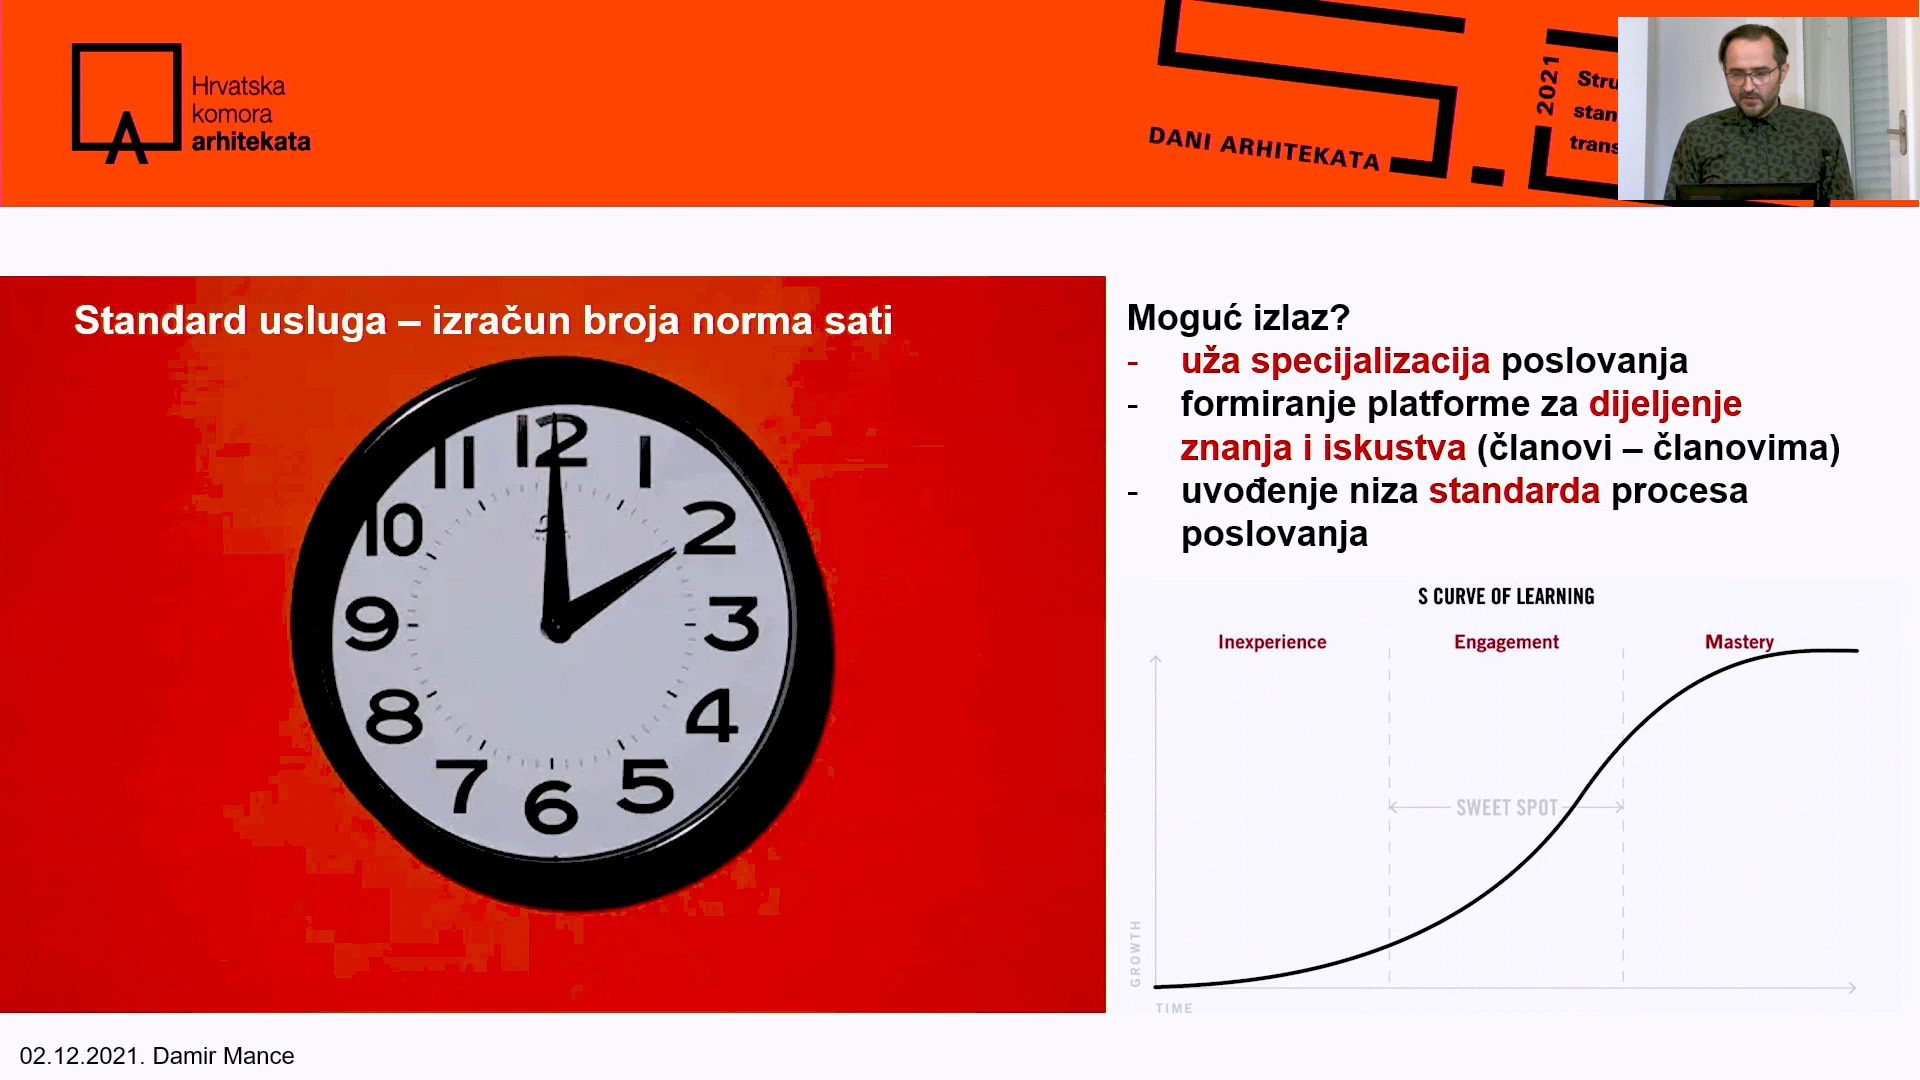 Hrvatska
komora
arhitekata
DANI ARHITEKATA
2021
Stru
stan
trans
Standard usluga – izračun broja norma sati
12
1
2
3
4
5
6
7
8
9
10
11
Moguć izlaz?
- uža specijalizacija poslovanja
- formiranje platforme za dijeljenje
znanja i iskustva (članovi – članovima)
- uvođenje niza standarda procesa
poslovanja
S CURVE OF LEARNING
Inexperience Engagement Mastery
SWEET SPOT
GROWTH
TIME
02.12.2021. Damir Mance